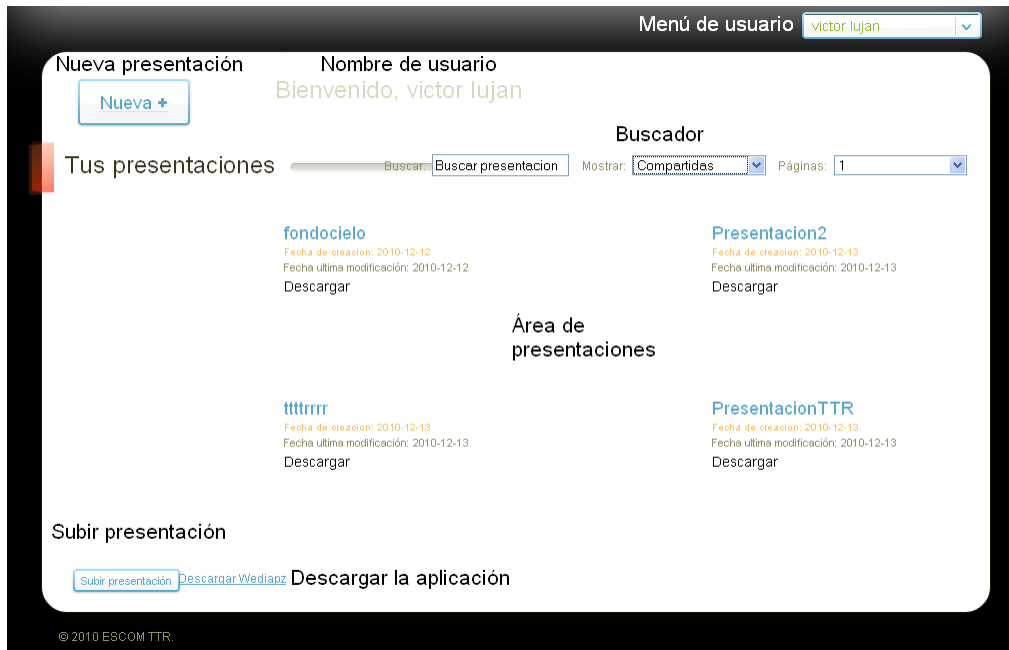 Menú de usuario victor lujan
Nueva presentación Nombre de usuario
Nueva + Bienvenido, victor lujan
Buscador
Tus presentaciones Buscar: Buscar presentacion Mostrar: Compartidas Páginas: 1
fondocielo Presentacion2
Fecha de creacion: 2010-12-12 Fecha de creacion: 2010-12-13
Fecha ultima modificación: 2010-12-12 Fecha ultima modificación: 2010-12-13
Descargar Descargar
Área de
presentaciones
ttttrrrr PresentacionTTR
Fecha de creacion: 2010-12-13 Fecha de creacion: 2010-12-13
Fecha ultima modificación: 2010-12-13 Fecha ultima modificación: 2010-12-13
Descargar Descargar
Subir presentación
Subir presentación Descargar Wediapz Descargar la aplicación
© 2010 ESCOM TTR.